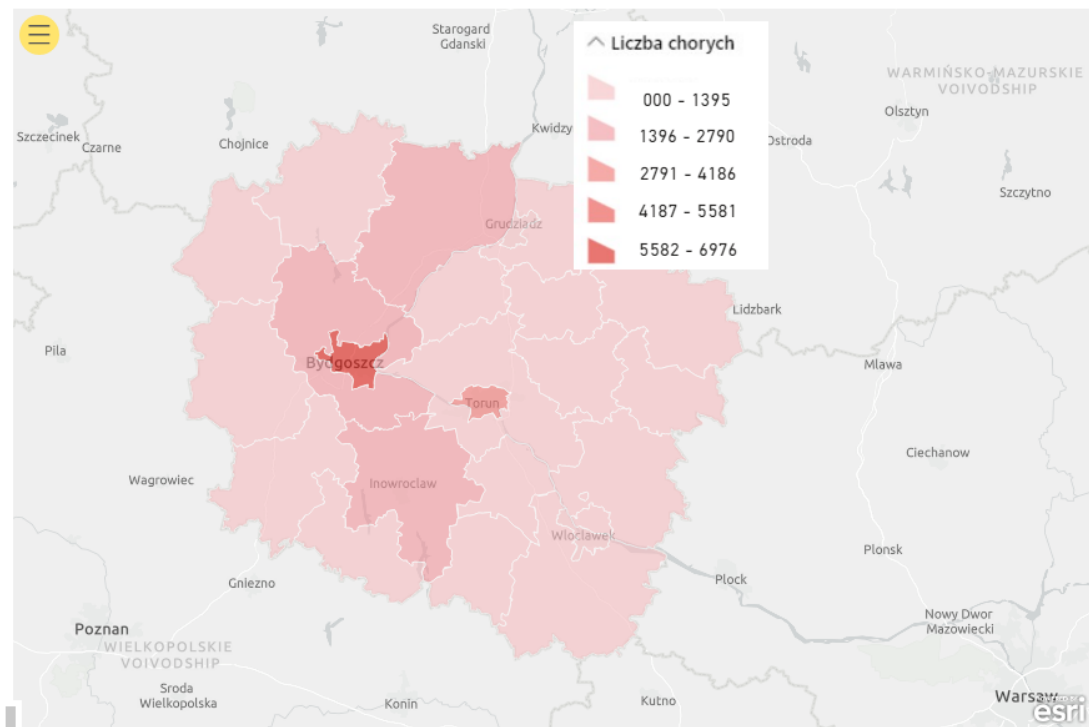 Starogard
Gdanski
Liczba chorych
000 - 1395
1396 - 2790
2791 - 4186
4187 - 5581
5582 - 6976
WARMIŃSKO-MAZURSKIE
VOIVODSHIP
Olsztyn
Szczecinek
Czarne
Chojnice
Kwidzy
Ostroda
Szczytno
Grudziadz
Lidzbark
Pila
Bydgoszcz
Mlawa
Torun
Ciechanow
Wagrowiec
Inowroclaw
Wloclawek
Plonsk
Gniezno
Plock
Nowy Dwor
Mazowiecki
Poznan
WIELKOPOLSKIE
VOIVODSHIP
Sroda
Wielkopolska
Konin
Kutno
Warsaw
esri